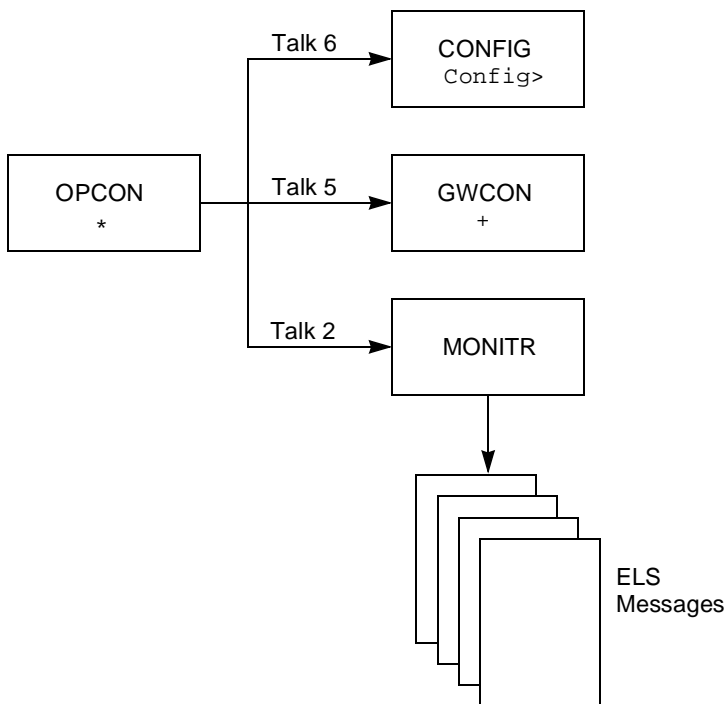 Talk 6
CONFIG
Config>
OPCON
*
Talk 5
GWCON
+
Talk 2
MONITR
ELS
Messages